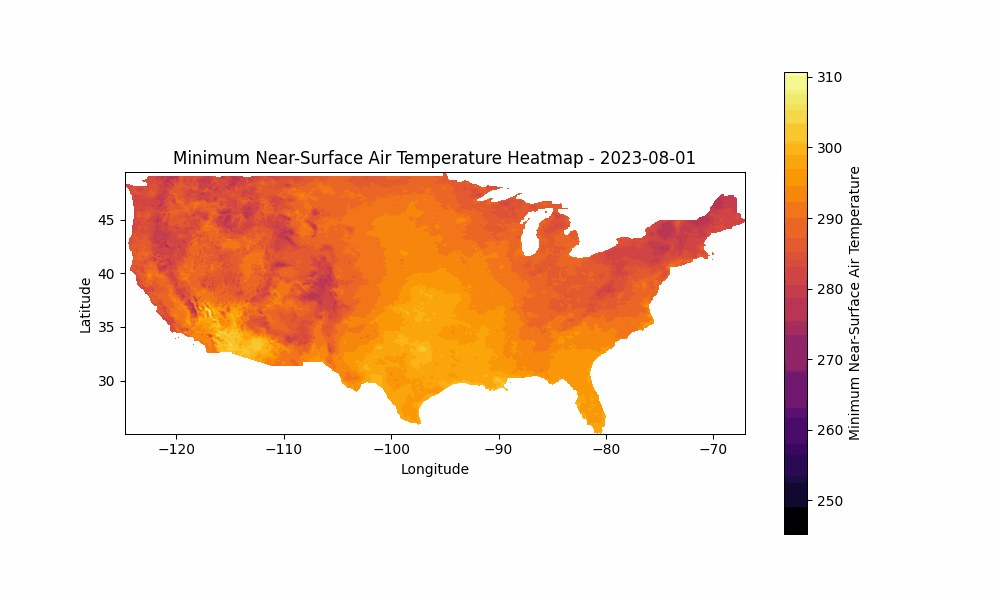 Minimum Near-Surface Air Temperature Heatmap - 2023-08-01
45
40
35
30
Latitude
−120 −110 −100 −90 −80 −70
Longitude
310
300
290
280
270
260
250
Minimum Near-Surface Air Temperature